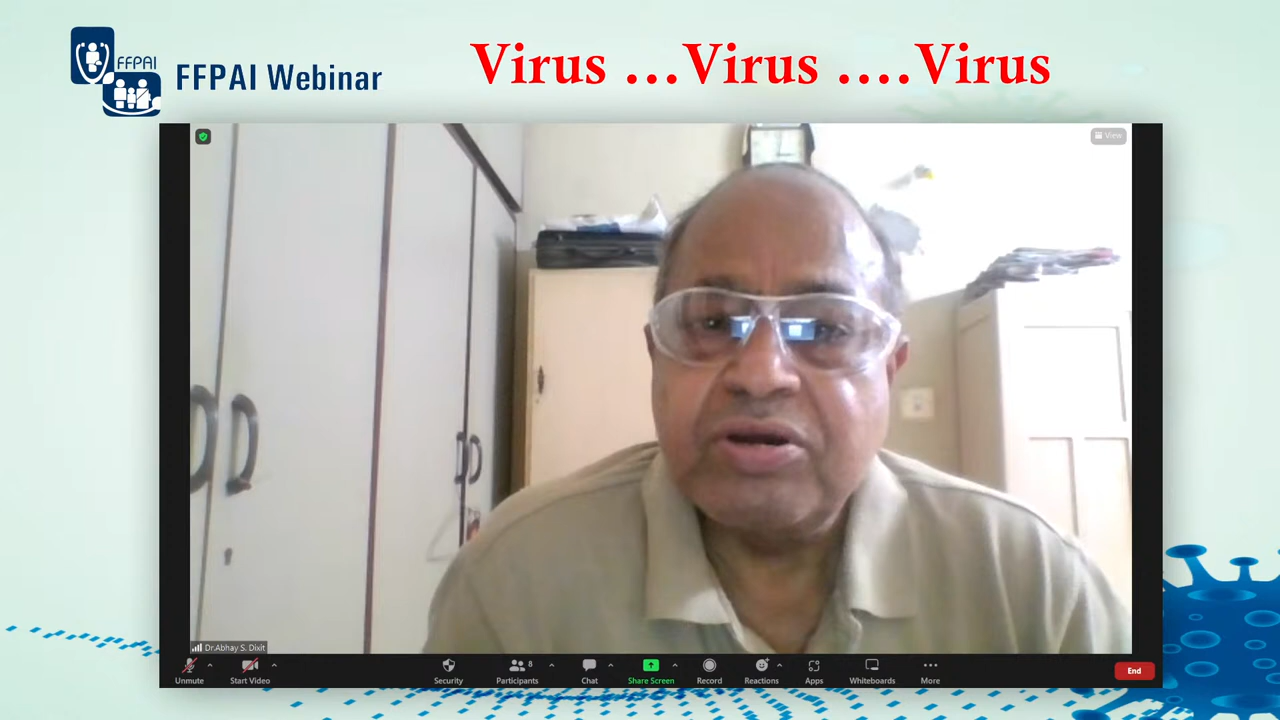 FFPAI
FFPAI Webinar
Virus ...Virus ....Virus
View
Dr.Abhay S. Dixit
Unmute
Start Video
Security
Participants
8
Chat
Share Screen
Record
Reactions
Apps
Whiteboards
More
End